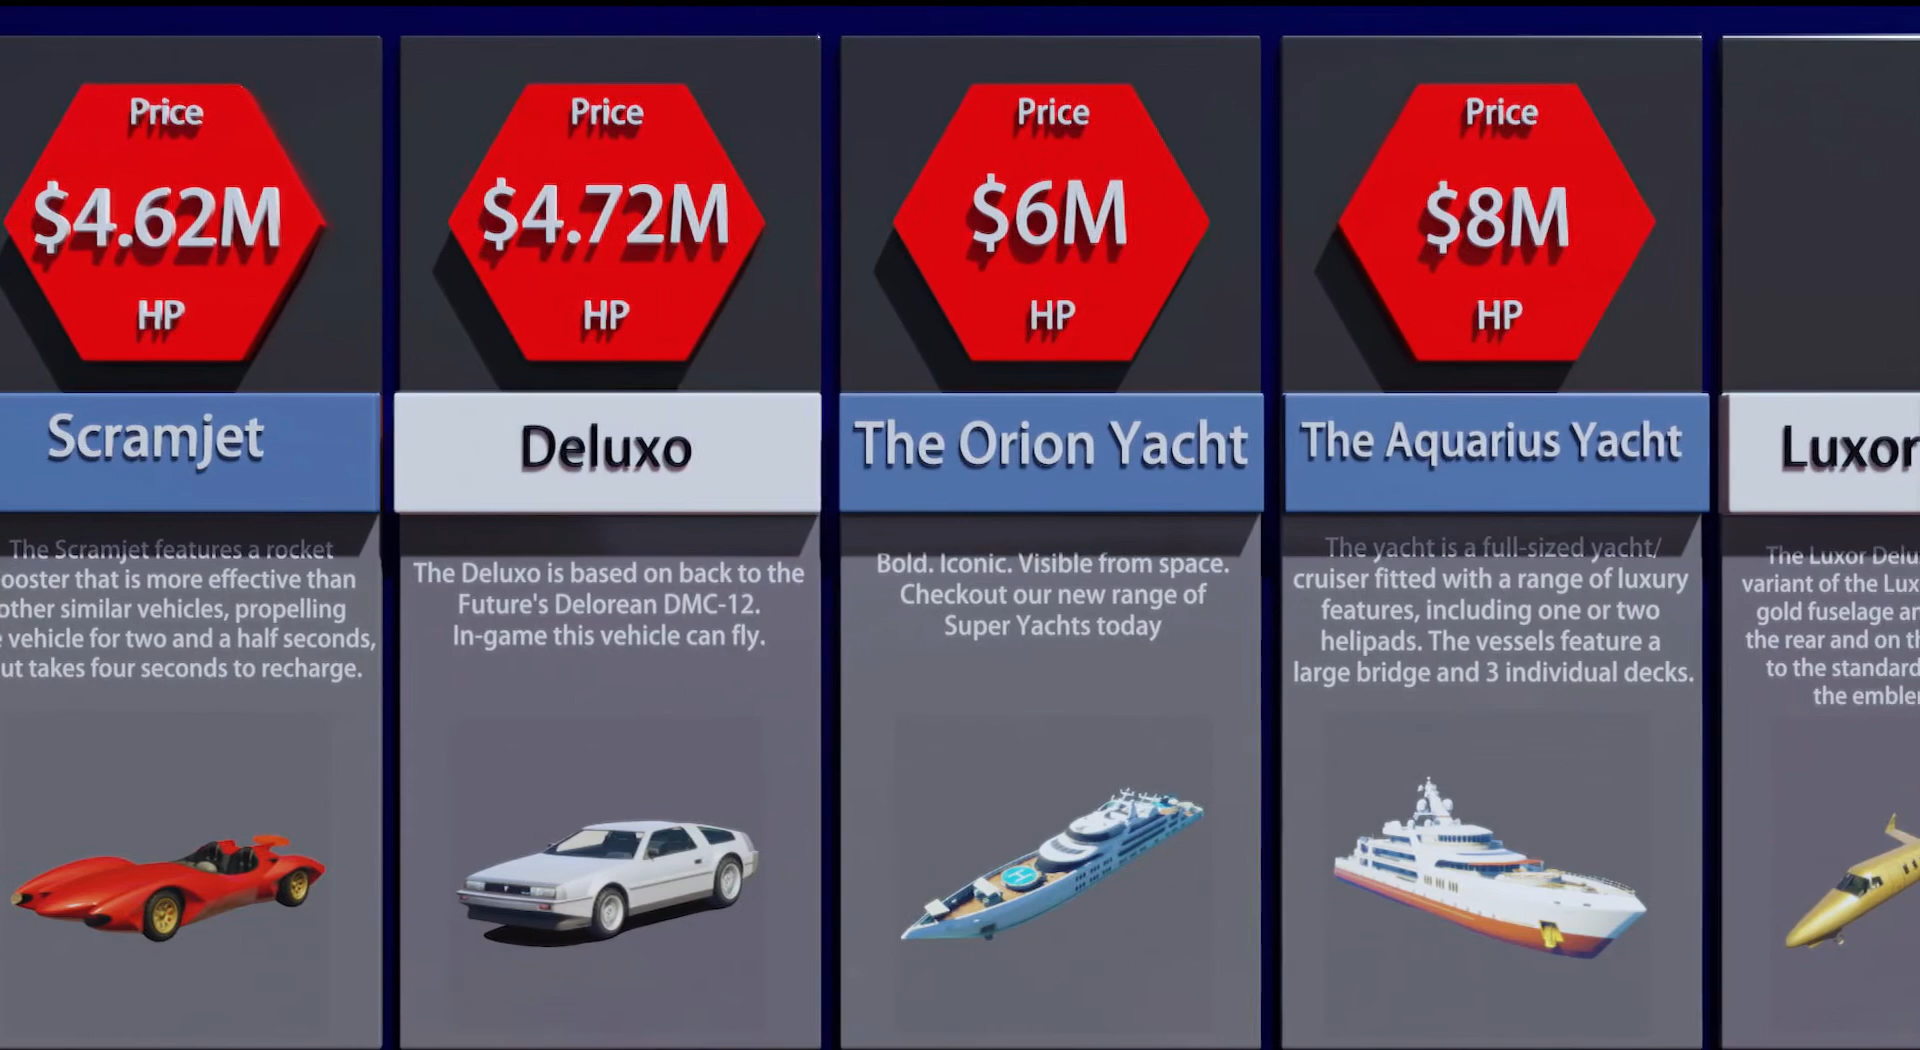 Price
$4.62M
HP
Scramjet
The Scramjet features a rocket
ooster that is more effective than
other similar vehicles, propelling
e vehicle for two and a half seconds,
ut takes four seconds to recharge.
Price
$4.72M
HP
Deluxo
The Deluxo is based on back to the
Future's Delorean DMC-12.
In-game this vehicle can fly.
Price
$6M
HP
The Orion Yacht
Bold. Iconic. Visible from space.
Checkout our new range of
Super Yachts today
Price
$8M
HP
The Aquarius Yacht
The yacht is a full-sized yacht/
cruiser fitted with a range of luxury
features, including one or two
helipads. The vessels feature a
large bridge and 3 individual decks.
Luxor
The Luxor Delu
variant of the Lux
gold fuselage an
the rear and on th
to the standard
the emblem